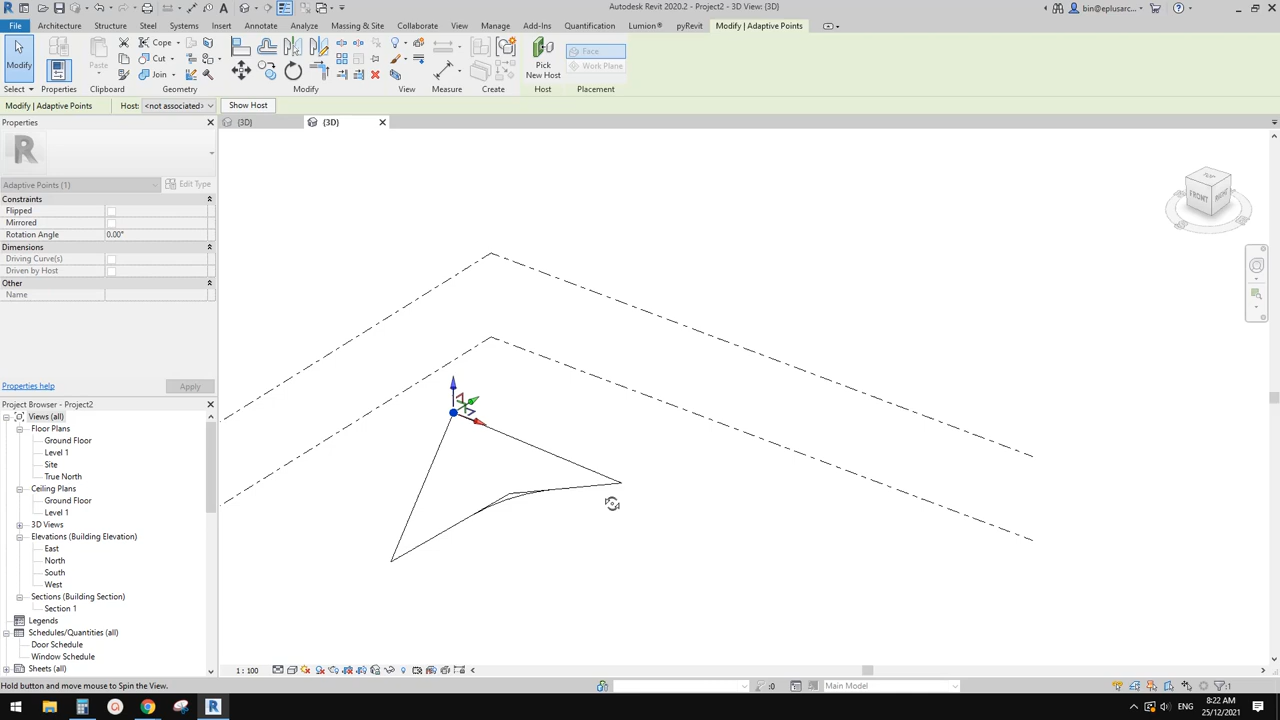 Autodesk Revit 2020.2 - Project2 - 3D View: {3D}
bin@eplusarc...
File Architecture Structure Steel Systems Insert Annotate Analyze Massing & Site Collaborate View Manage Add-Ins Quantification Lumion® pyRevit Modify | Adaptive Points
Modify Paste Cope Cut Join Pick New Host Face Work Plane
Select Properties Clipboard Geometry Modify View Measure Create Host Placement
Modify | Adaptive Points Host: <not associated> Show Host
Properties
{3D} {3D}
Adaptive Points (1) Edit Type
Constraints
Flipped
Mirrored
Rotation Angle 0.00°
Dimensions
Driving Curve(s)
Driven by Host
Other
Name
TOP
FRONT RIGHT
Properties help Apply
Project Browser - Project2
Views (all)
Floor Plans
Ground Floor
Level 1
Site
True North
Ceiling Plans
Ground Floor
Level 1
3D Views
Elevations (Building Elevation)
East
North
South
West
Sections (Building Section)
Section 1
Legends
Schedules/Quantities (all)
Door Schedule
Window Schedule
Sheets (all)
1 : 100
Hold button and move mouse to Spin the View.
:0 Main Model :1
ENG 8:22 AM
25/12/2021